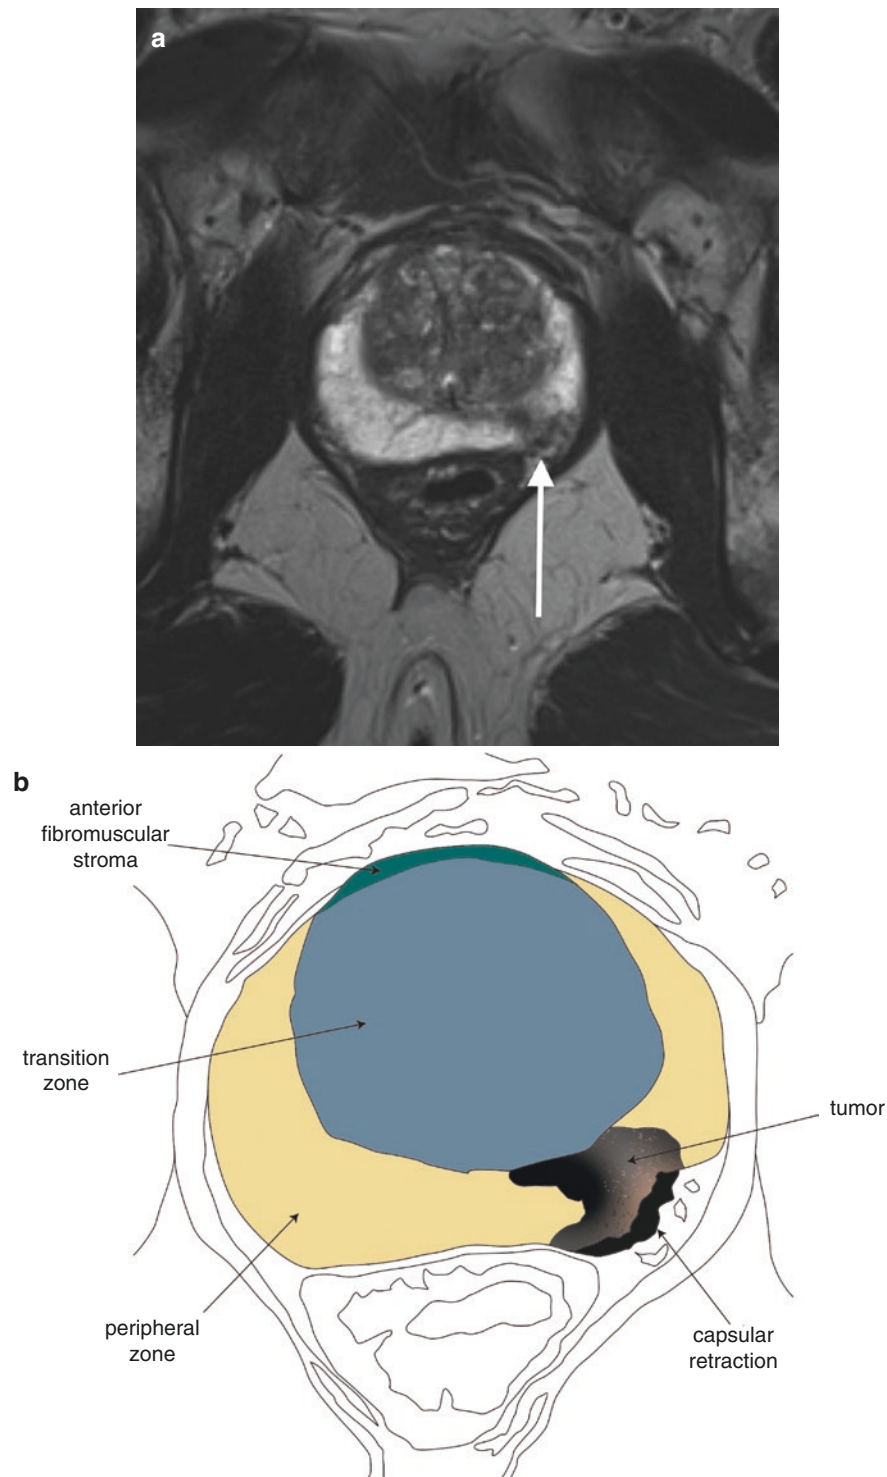 a
b
anterior
fibromuscular
stroma
transition
zone
tumor
peripheral
zone
capsular
retraction